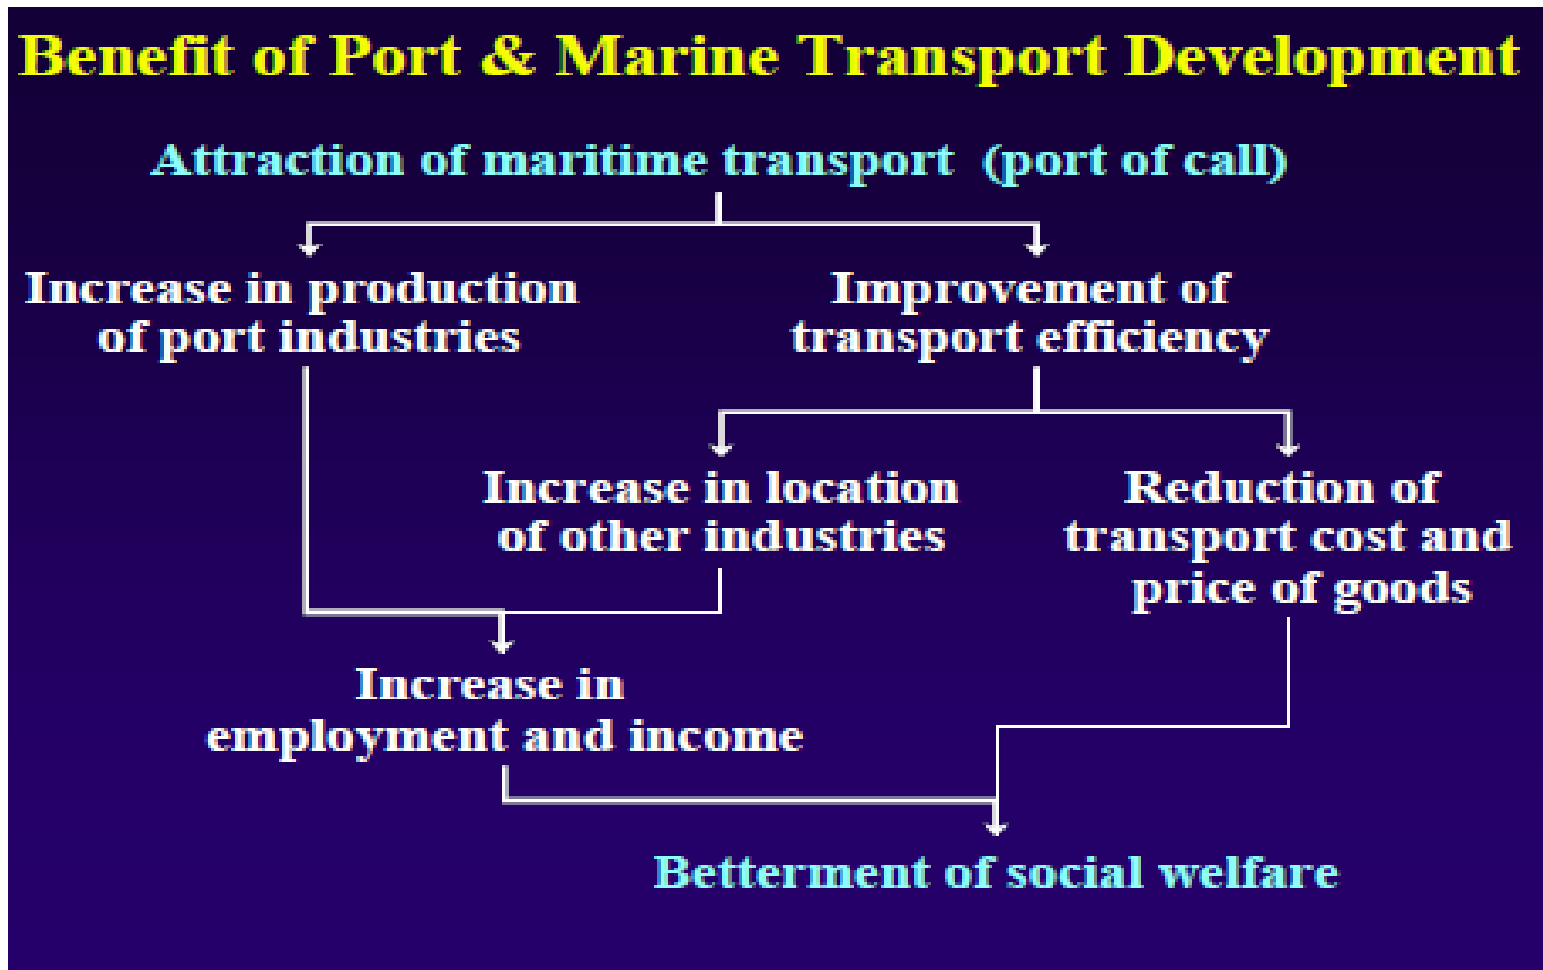 Benefit of Port & Marine Transport Development
Attraction of maritime transport (port of call)
Increase in production
of port industries
Improvement of
transport efficiency
Increase in location
of other industries
Reduction of
transport cost and
price of goods
Increase in
employment and income
Betterment of social welfare